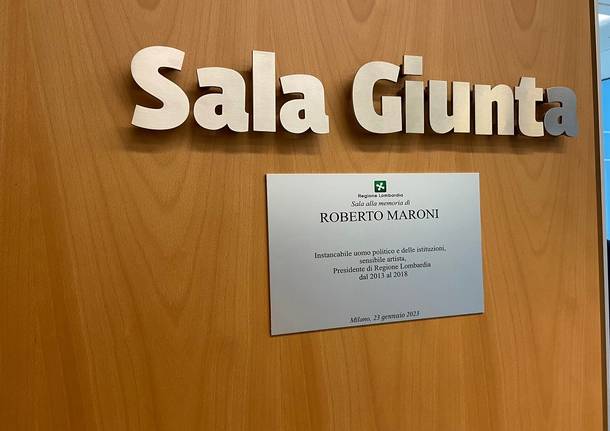 Sala Giunta
Regione Lombardia
Sala alla memoria di
ROBERTO MARONI
Instancabile uomo politico e delle istituzioni,
sensibile artista,
Presidente di Regione Lombardia
dal 2013 al 2018
Milano, 23 gennaio 2023